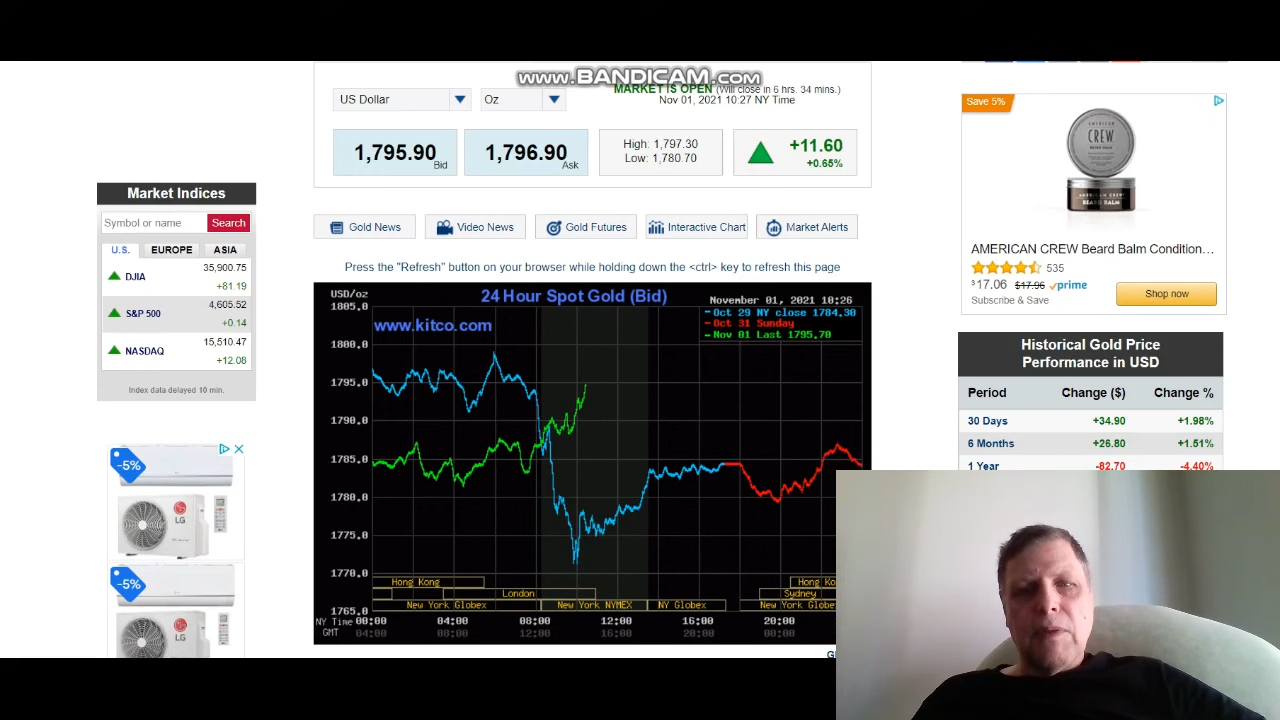 www.BANDICAM.com
US Dollar
Oz
MARKET IS OPEN (Will close in 6 hrs. 34 mins.)
Nov 01, 2021 10:27 NY Time
1,795.90
Bid
1,796.90
Ask
High: 1,797.30
Low: 1,780.70
+11.60
+0.65%
Gold News
Video News
Gold Futures
Interactive Chart
Market Alerts
Press the "Refresh" button on your browser while holding down the <ctrl> key to refresh this page
Market Indices
Symbol or name
Search
U.S.
EUROPE
ASIA
DJIA
35,900.75
+81.19
S&P 500
4,605.52
+0.14
NASDAQ
15,510.47
+12.08
Index data delayed 10 min.
-5%
LG
-5%
LG
USD/oz
24 Hour Spot Gold (Bid)
November 01, 2021 10:26
www.kitco.com
Oct 29 NY close 1784.30
Oct 31 Sunday
Nov 01 Last 1795.70
1805.0
1800.0
1795.0
1790.0
1785.0
1780.0
1775.0
1770.0
1765.0
Hong Kong
Hong Ko
London
Sydney
New York Globex
New York NYMEX
NY Globex
New York Globe
NY Time
00:00
04:00
08:00
12:00
16:00
20:00
GMT
04:00
08:00
12:00
16:00
20:00
00:00
Save 5%
AMERICAN CREW
BEARD BALM
AMERICAN CREW Beard Balm Condition…
535
$17.06
$17.96
prime
Subscribe & Save
Shop now
Historical Gold Price
Performance in USD
Period
Change ($)
Change %
30 Days
+34.90
+1.98%
6 Months
+26.80
+1.51%
1 Year
-82.70
-4.40%